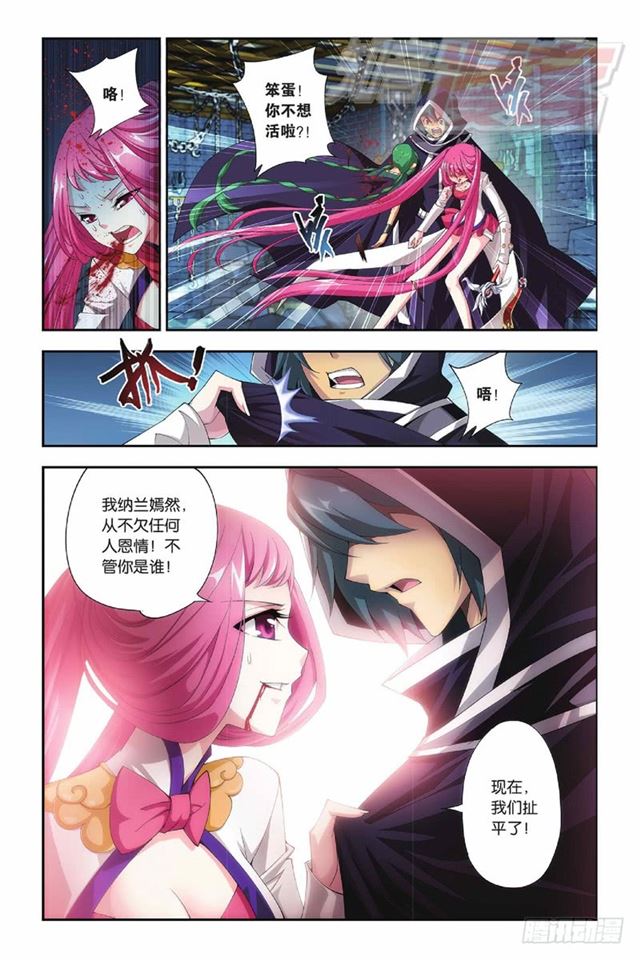 咯！
笨蛋！
你不想
活啦？！
抓！
唔！
我纳兰嫣然，
从不欠任何
人恩情！不
管你是谁！
现在，
我们扯
平了！
腾讯动漫